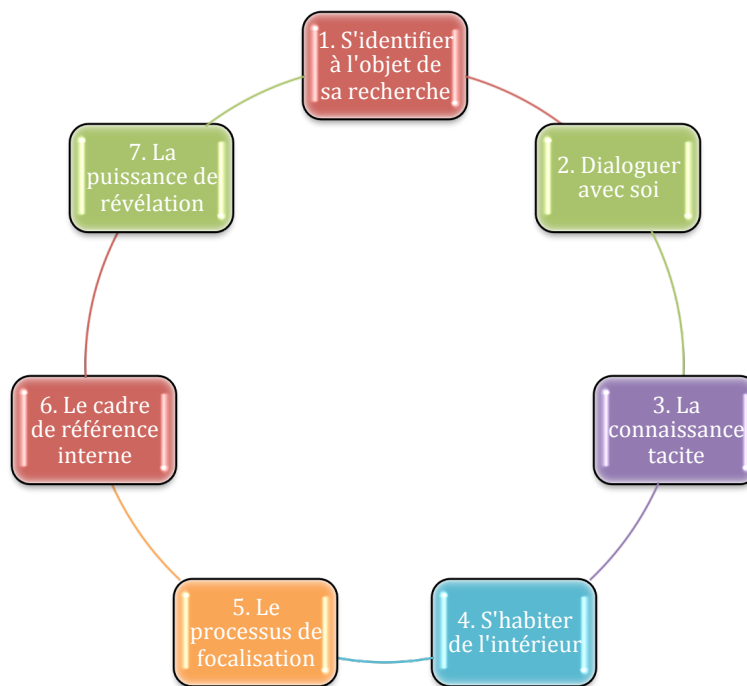 1. S'identifier
à l'objet de
sa recherche
2. Dialoguer
avec soi
3. La
connaissance
tacite
4. S'habiter
de l'intérieur
5. Le
processus de
focalisation
6. Le cadre
de référence
interne
7. La
puissance de
révélation